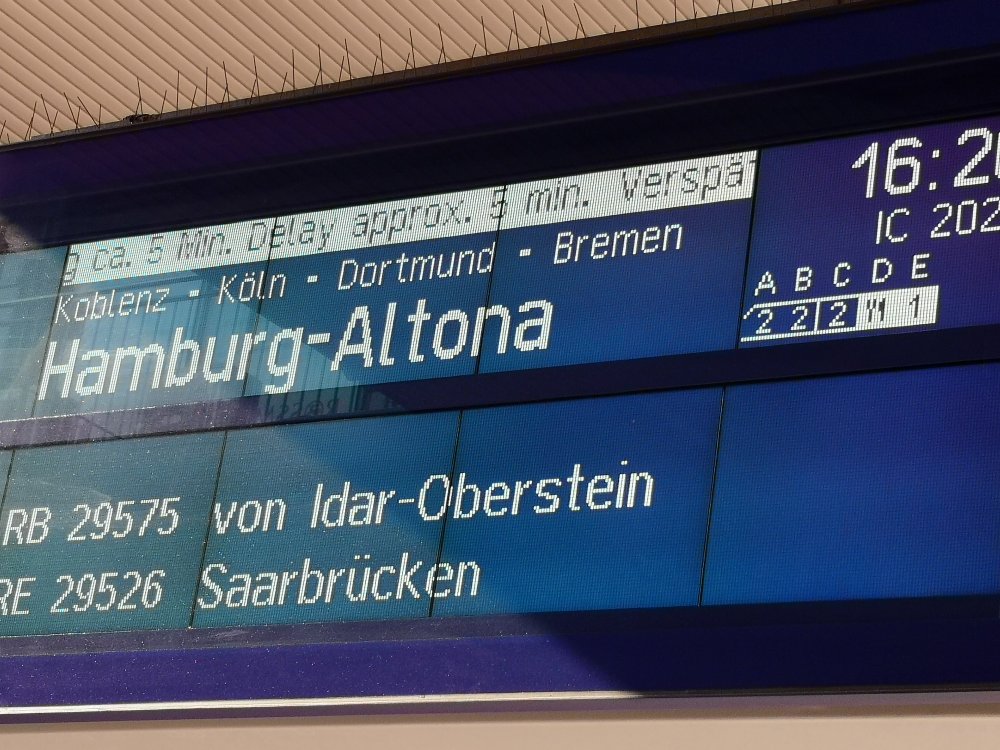 ca. 5 Min. Delay approx. 5 min. Verspä
16:20
Koblenz - Köln - Dortmund - Bremen
IC 202
Hamburg-Altona
A B C D E
2 2 2 W 1
RB 29575 von Idar-Oberstein
RE 29526 Saarbrücken